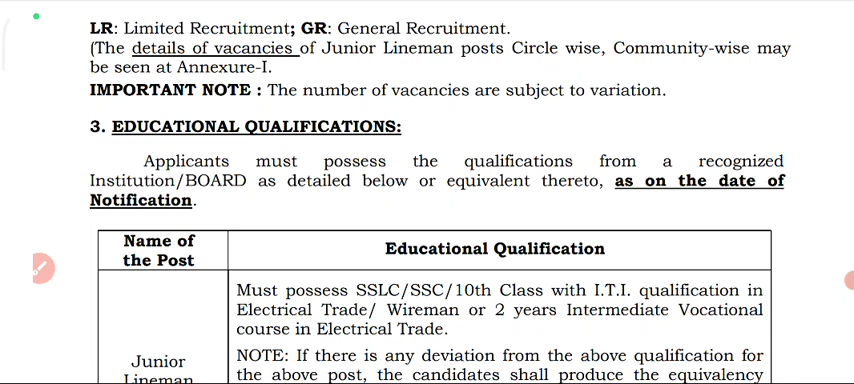 LR: Limited Recruitment; GR: General Recruitment.
(The details of vacancies of Junior Lineman posts Circle wise, Community-wise may
be seen at Annexure-I.
IMPORTANT NOTE : The number of vacancies are subject to variation.
3. EDUCATIONAL QUALIFICATIONS:
Applicants must possess the qualifications from a recognized
Institution/BOARD as detailed below or equivalent thereto, as on the date of
Notification.
Name of
the Post
Educational Qualification
Must possess SSLC/SSC/10th Class with I.T.I. qualification in
Electrical Trade/ Wireman or 2 years Intermediate Vocational
course in Electrical Trade.
Junior
Lineman
NOTE: If there is any deviation from the above qualification for
the above post, the candidates shall produce the equivalency